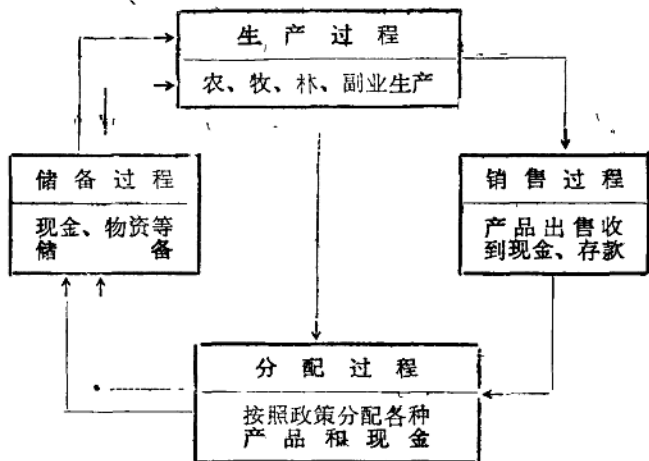 生产过程
农、牧、林、副业生产
储备过程
现金、物资等
储备
销售过程
产品出售收
到现金、存款
分配过程
按照政策分配各种
产品和现金